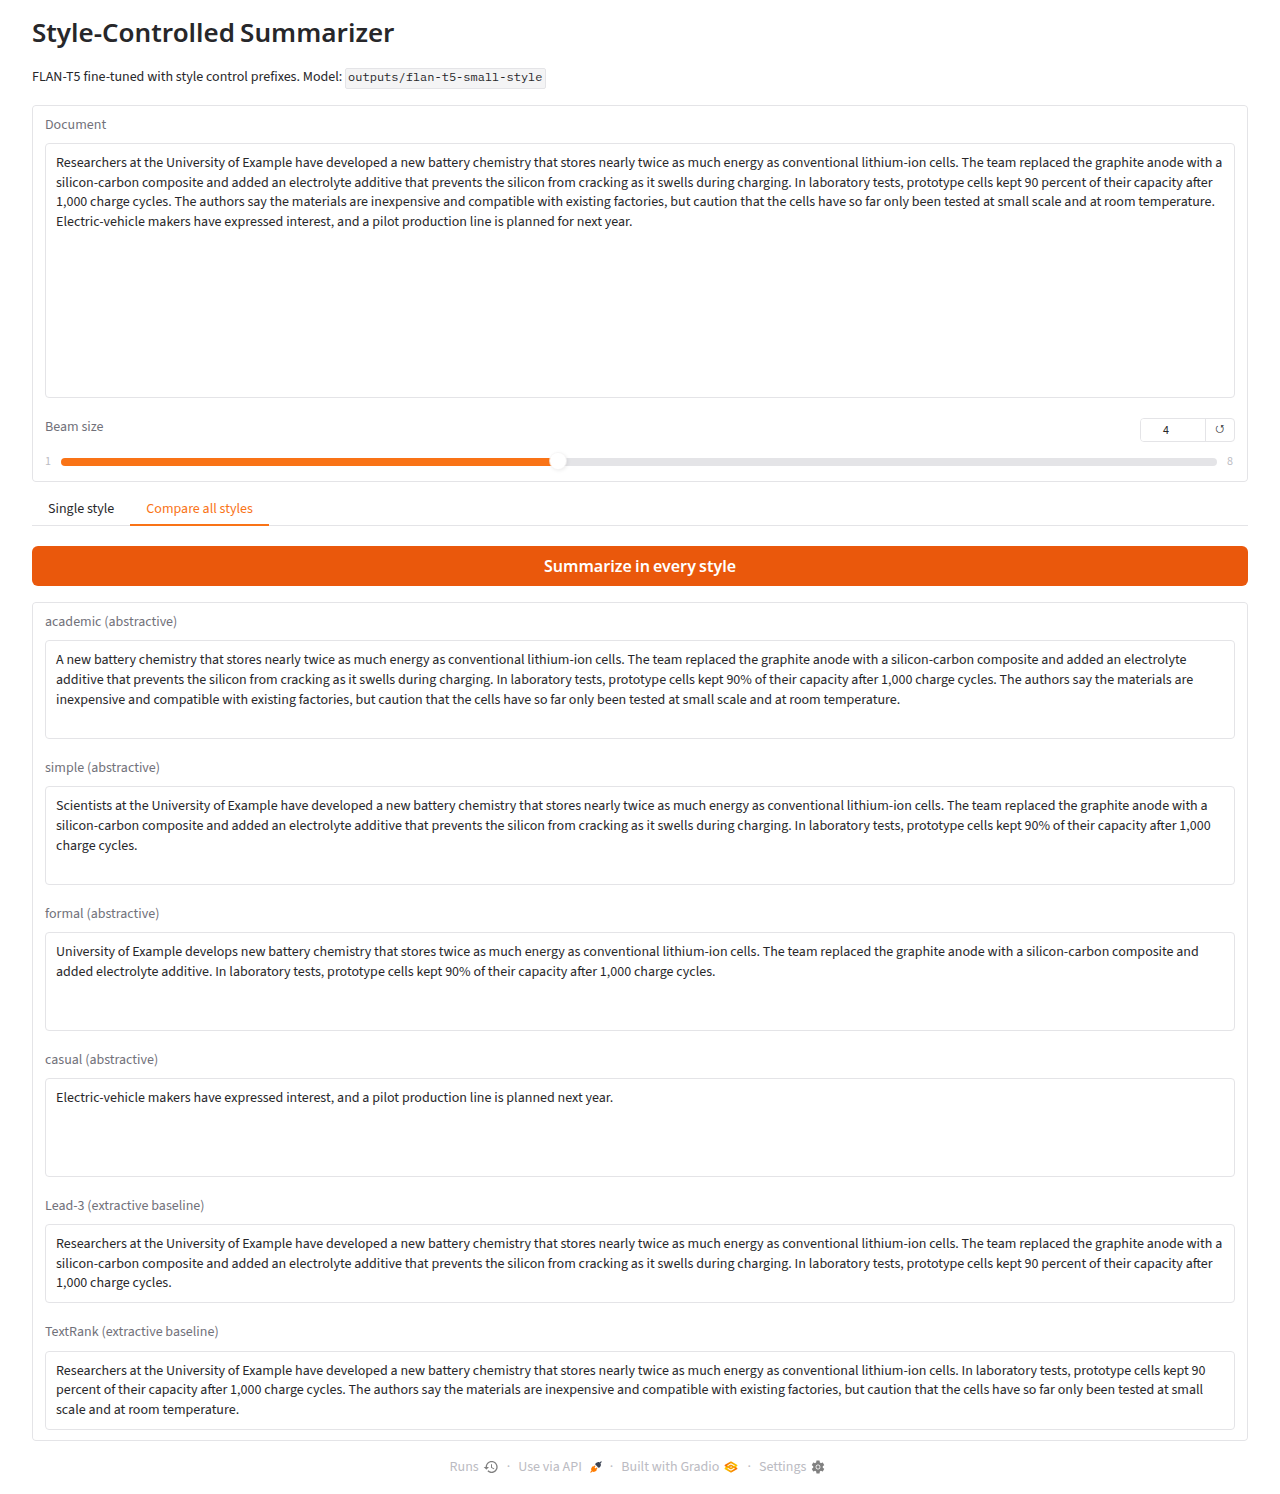 Style-Controlled Summarizer
FLAN-T5 fine-tuned with style control prefixes. Model: outputs/flan-t5-small-style
Document
Researchers at the University of Example have developed a new battery chemistry that stores nearly twice as much energy as conventional lithium-ion cells. The team replaced the graphite anode with a
silicon-carbon composite and added an electrolyte additive that prevents the silicon from cracking as it swells during charging. In laboratory tests, prototype cells kept 90 percent of their capacity after
1,000 charge cycles. The authors say the materials are inexpensive and compatible with existing factories, but caution that the cells have so far only been tested at small scale and at room temperature.
Electric-vehicle makers have expressed interest, and a pilot production line is planned for next year.
Beam size
4
1
8
Single style
Compare all styles
Summarize in every style
academic (abstractive)
A new battery chemistry that stores nearly twice as much energy as conventional lithium-ion cells. The team replaced the graphite anode with a silicon-carbon composite and added an electrolyte
additive that prevents the silicon from cracking as it swells during charging. In laboratory tests, prototype cells kept 90% of their capacity after 1,000 charge cycles. The authors say the materials are
inexpensive and compatible with existing factories, but caution that the cells have so far only been tested at small scale and at room temperature.
simple (abstractive)
Scientists at the University of Example have developed a new battery chemistry that stores nearly twice as much energy as conventional lithium-ion cells. The team replaced the graphite anode with a
silicon-carbon composite and added an electrolyte additive that prevents the silicon from cracking as it swells during charging. In laboratory tests, prototype cells kept 90% of their capacity after 1,000
charge cycles.
formal (abstractive)
University of Example develops new battery chemistry that stores twice as much energy as conventional lithium-ion cells. The team replaced the graphite anode with a silicon-carbon composite and
added electrolyte additive. In laboratory tests, prototype cells kept 90% of their capacity after 1,000 charge cycles.
casual (abstractive)
Electric-vehicle makers have expressed interest, and a pilot production line is planned next year.
Lead-3 (extractive baseline)
Researchers at the University of Example have developed a new battery chemistry that stores nearly twice as much energy as conventional lithium-ion cells. The team replaced the graphite anode with a
silicon-carbon composite and added an electrolyte additive that prevents the silicon from cracking as it swells during charging. In laboratory tests, prototype cells kept 90 percent of their capacity after
1,000 charge cycles.
TextRank (extractive baseline)
Researchers at the University of Example have developed a new battery chemistry that stores nearly twice as much energy as conventional lithium-ion cells. In laboratory tests, prototype cells kept 90
percent of their capacity after 1,000 charge cycles. The authors say the materials are inexpensive and compatible with existing factories, but caution that the cells have so far only been tested at small
scale and at room temperature.
Runs · Use via API · Built with Gradio · Settings